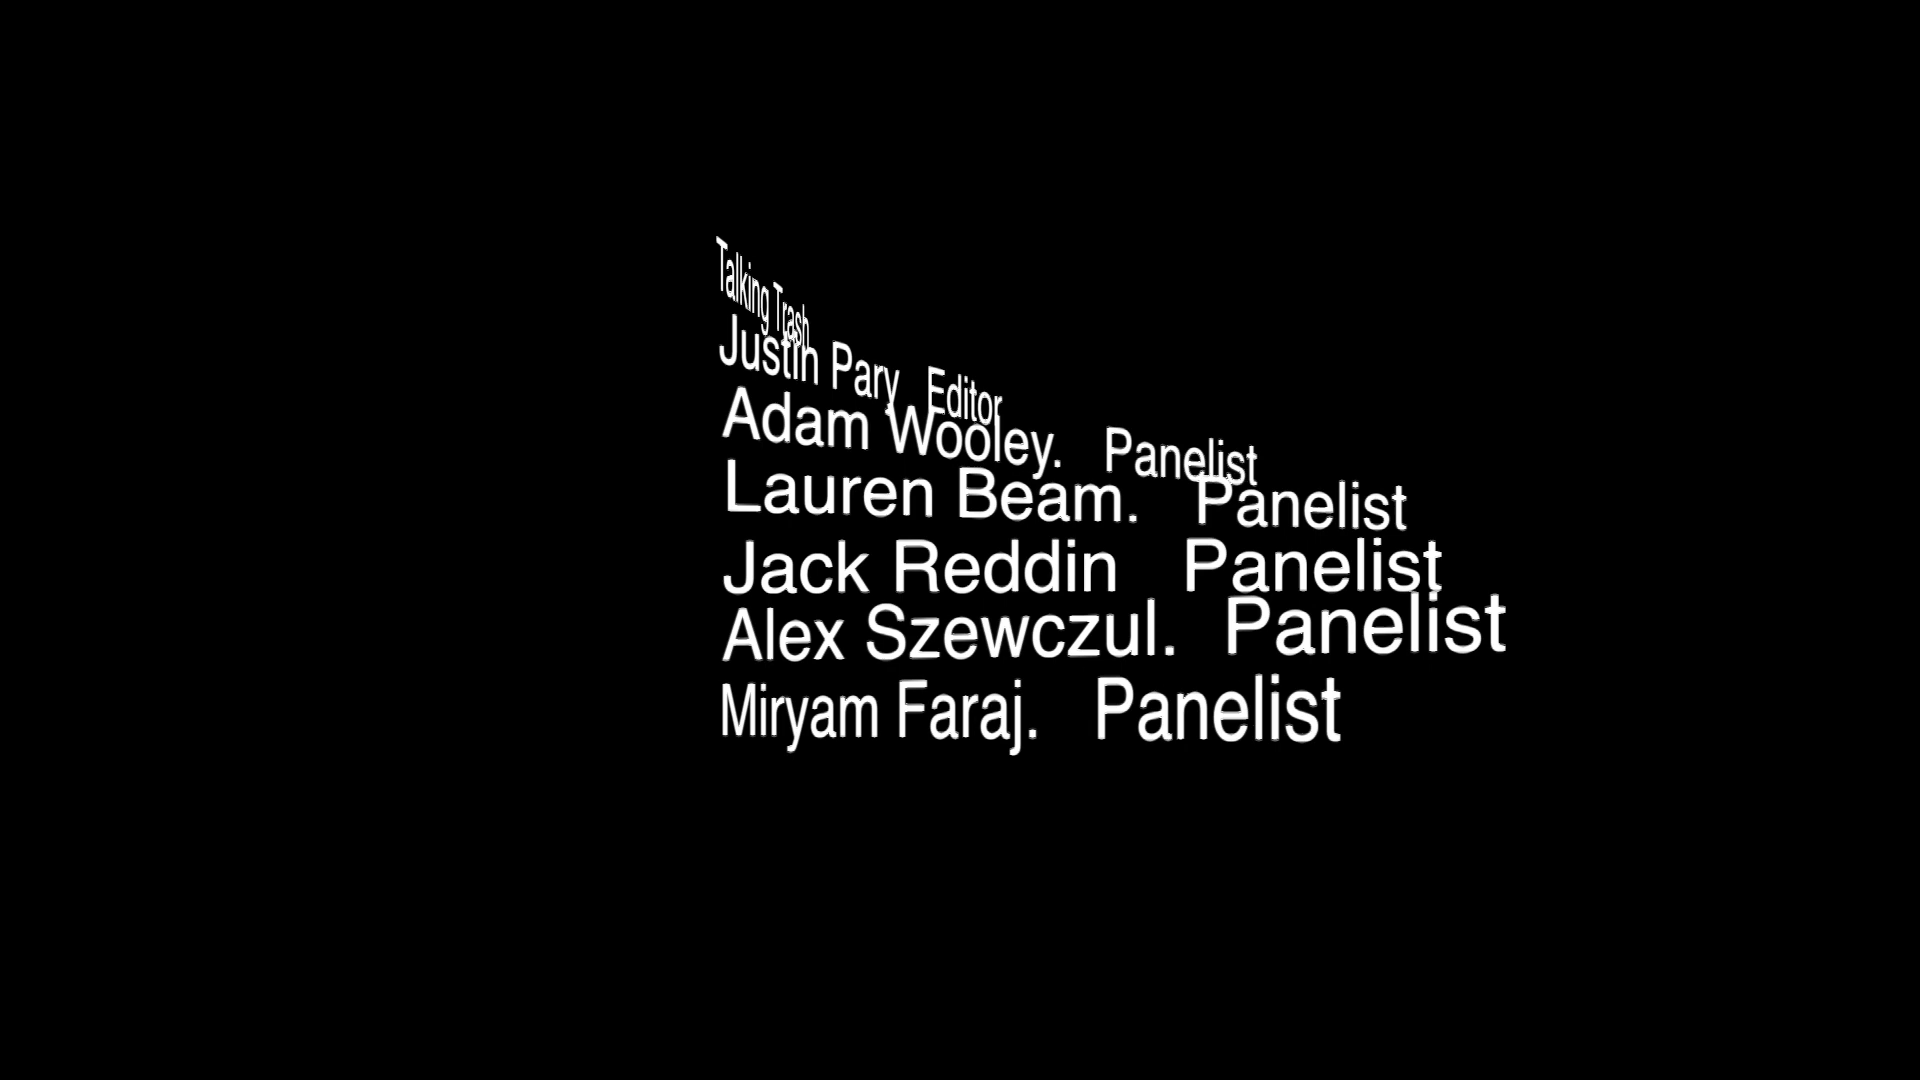 Talking Trash
Justin Pary   Editor
Adam Wooley.   Panelist
Lauren Beam.   Panelist
Jack Reddin   Panelist
Alex Szewczul.   Panelist
Miryam Faraj.   Panelist